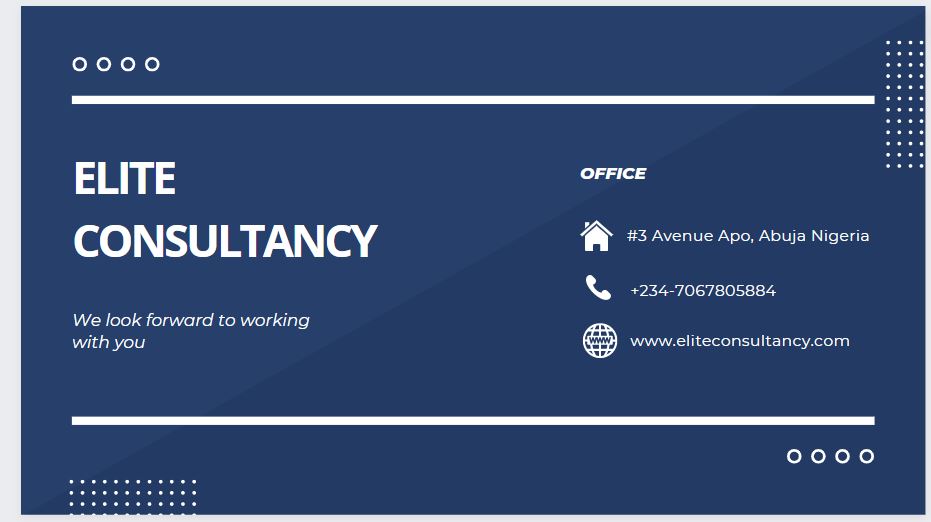 ELITE
CONSULTANCY
We look forward to working
with you
OFFICE
#3 Avenue Apo, Abuja Nigeria
+234-7067805884
www
www.eliteconsultancy.com